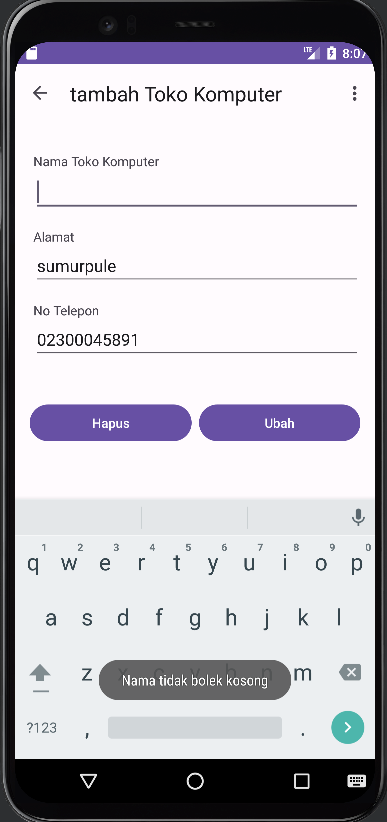 LTE 8:07
tambah Toko Komputer
Nama Toko Komputer
Alamat
sumurpule
No Telepon
02300045891
Hapus Ubah
1 2 3 4 5 6 7 8 9 0
q w e r t y u i o p
a s d f g h j k l
z m
Nama tidak bolek kosong
?123 , .